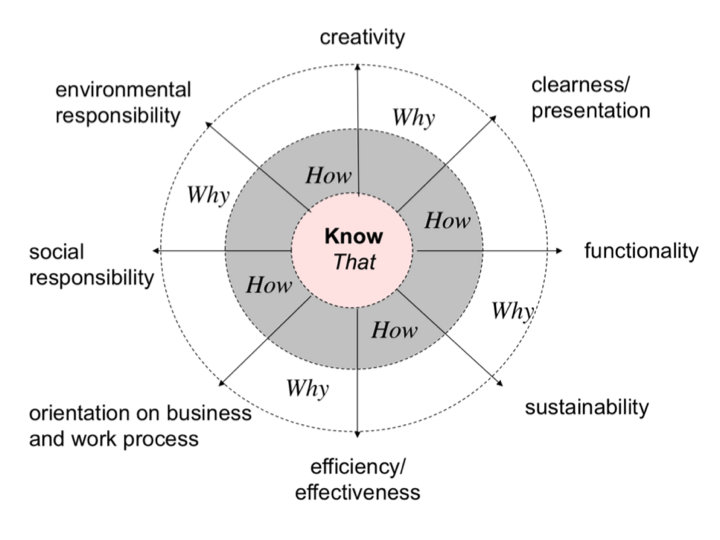 creativity
environmental
responsibility
clearness/
presentation
Why
How
Why
How
Know
That
social
responsibility
functionality
How
Why
How
Why
orientation on business
and work process
sustainability
efficiency/
effectiveness